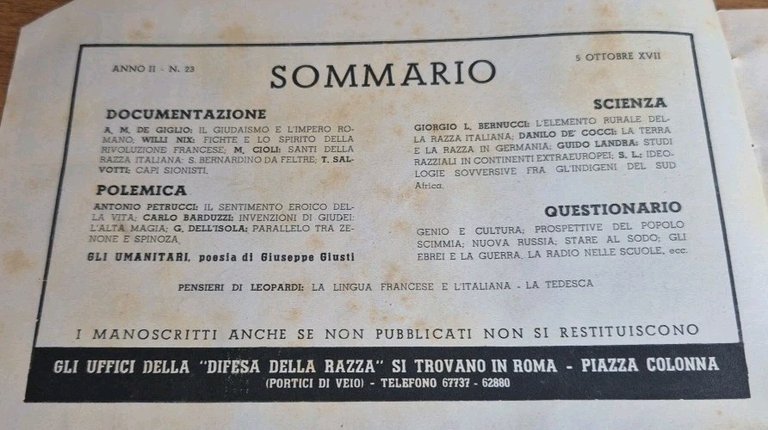 ANNO II - N. 23
SOMMARIO
5 OTTOBRE XVII
DOCUMENTAZIONE
A. M. DE GIGLIO: IL GIUDAISMO E L'IMPERO RO-
MANO; WILLI NIX: FICHTE E LO SPIRITO DELLA
RIVOLUZIONE FRANCESE; M. CIOLI: SANTI DELLA
RAZZA ITALIANA: S. BERNARDINO DA FELTRE; T. SAL-
VOTTI: CAPI SIONISTI.
POLEMICA
ANTONIO PETRUCCI: IL SENTIMENTO EROICO DEL-
LA VITA; CARLO BARDUZZI: INVENZIONI DI GIUDEI:
L'ALTA MAGIA; G. DELL'ISOLA: PARALLELO TRA ZE-
NONE E SPINOZA
GLI UMANITARI, poesia di Giuseppe Giusti
SCIENZA
GIORGIO L. BERNUCCI: L'ELEMENTO RURALE DEL-
LA RAZZA ITALIANA; DANILO DE' COCCI: LA TERRA
E LA RAZZA IN GERMANIA; GUIDO LANDRA: STUDI
RAZZIALI IN CONTINENTI EXTRAEUROPEI; S. L.: IDEO-
LOGIE SOVVERSIVE FRA GL'INDIGENI DEL SUD
Africa.
QUESTIONARIO
GENIO E CULTURA; PROSPETTIVE DEL POPOLO
SCIMMIA; NUOVA RUSSIA; STARE AL SODO; GLI
EBREI E LA GUERRA, LA RADIO NELLE SCUOLE, ecc.
PENSIERI DI LEOPARDI: LA LINGUA FRANCESE E L'ITALIANA - LA TEDESCA
I MANOSCRITTI ANCHE SE NON PUBBLICATI NON SI RESTITUISCONO
GLI UFFICI DELLA "DIFESA DELLA RAZZA" SI TROVANO IN ROMA - PIAZZA COLONNA
(PORTICI DI VEIO) - TELEFONO 67737 - 62880